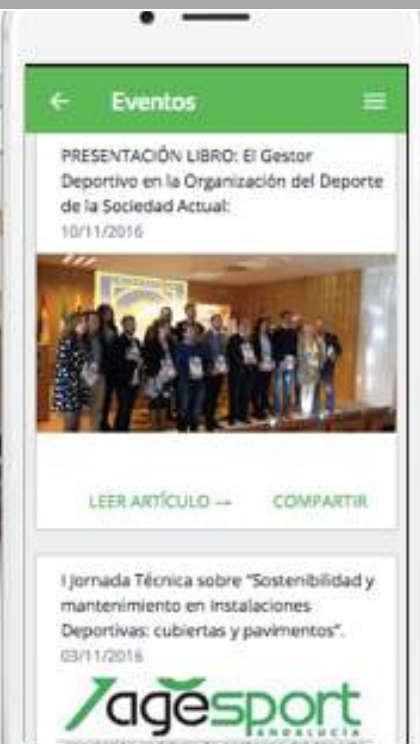 Eventos
PRESENTACIÓN LIBRO: El Gestor
Deportivo en la Organización del Deporte
de la Sociedad Actual:
10/11/2016
LEER ARTÍCULO →
COMPARTIR
I Jornada Técnica sobre "Sostenibilidad y
mantenimiento en Instalaciones
Deportivas: cubiertas y pavimentos".
03/11/2016
agesport
ANDALUCÍA